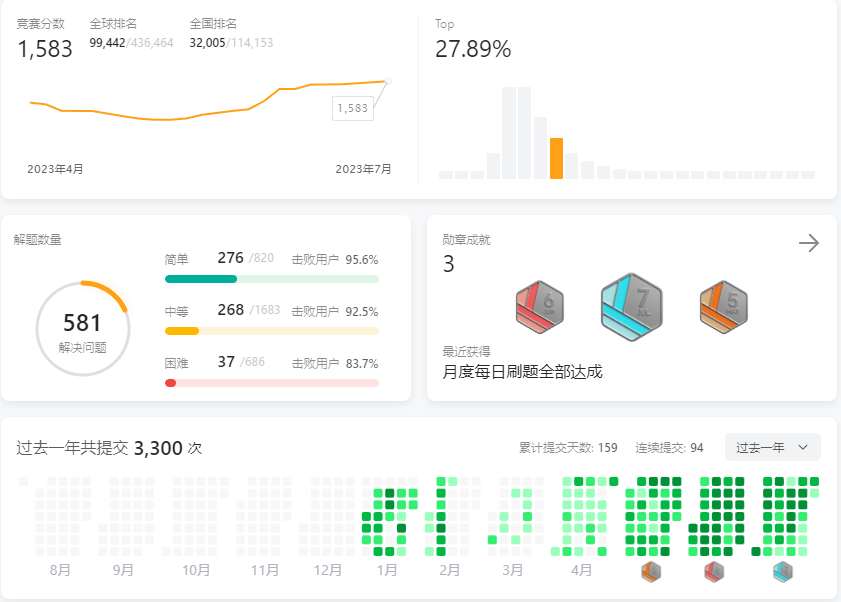 竞赛分数 全球排名 全国排名
1,583 99,442/436,464 32,005/114,153
1,583
2023年4月 2023年7月
Top
27.89%
解题数量
581
解决问题
简单 276 /820 击败用户 95.6%
中等 268 /1683 击败用户 92.5%
困难 37 /686 击败用户 83.7%
勋章成就
3
6
JUN
7
JUL
5
MAY
最近获得
月度每日刷题全部达成
过去一年共提交 3,300 次 累计提交天数: 159 连续提交: 94 过去一年
8月 9月 10月 11月 12月 1月 2月 3月 4月